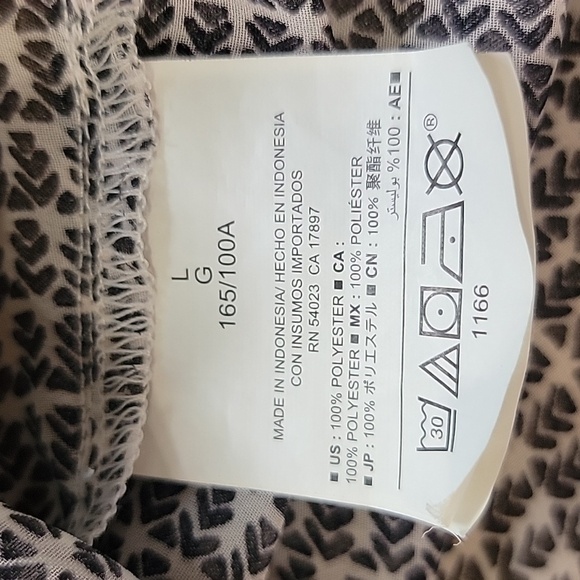 L
G
165/100A
MADE IN INDONESIA/ HECHO EN INDONESIA
CON INSUMOS IMPORTADOS
RN 54023 CA 17897
■ US : 100% POLYESTER ■ CA :
100% POLYESTER ■ MX : 100% POLIÉSTER
■ JP : 100% ポリエステル ■ CN : 100% 聚酯纤维
■AE : 100% بوليستر
30
®
1166